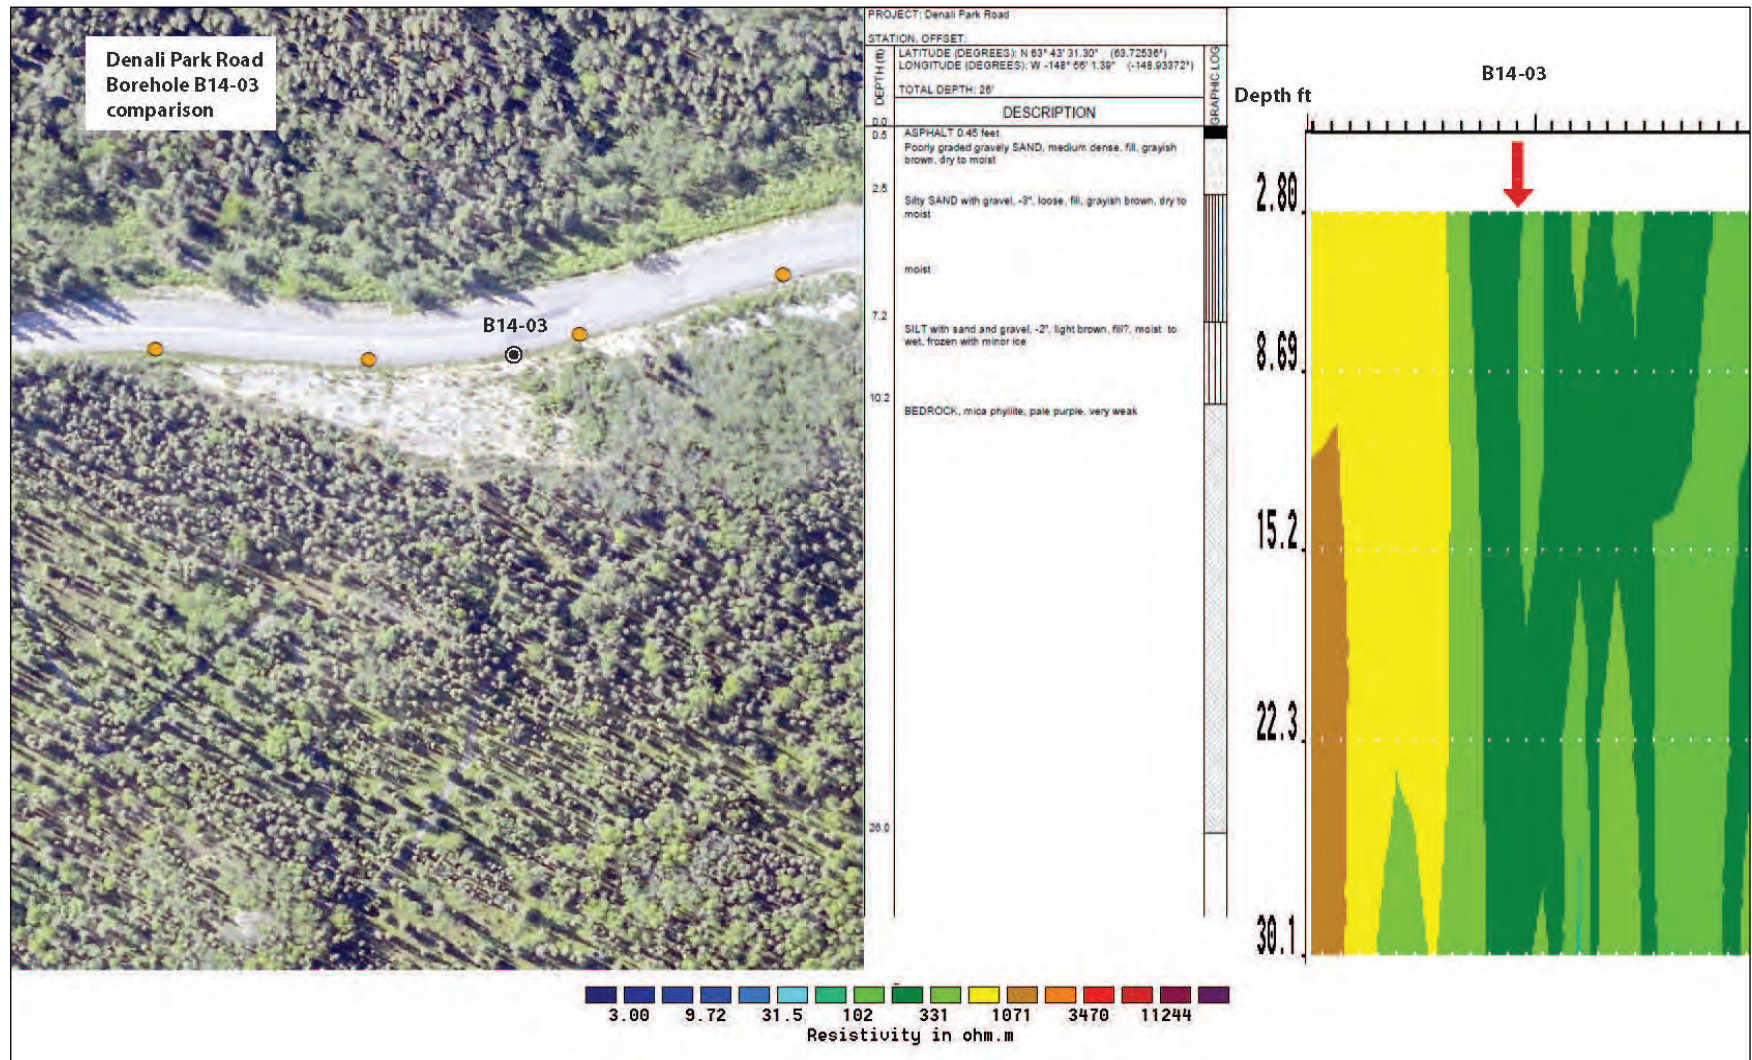 Denali Park Road
Borehole B14-03
comparison
B14-03
PROJECT: Denali Park Road
STATION, OFFSET:
DEPTH (ft)
LATITUDE (DEGREES): N 63° 43' 31.30" (63.72536°)
LONGITUDE (DEGREES): W -148° 56' 1.39" (-148.93372°)
TOTAL DEPTH: 26'
GRAPHIC LOG
DESCRIPTION
0.0
0.5
ASPHALT 0.45 feet
Poorly graded gravely SAND, medium dense, fill, grayish
brown, dry to moist
2.8
Silty SAND with gravel, -3", loose, fill, grayish brown, dry to
moist
moist
7.2
SILT with sand and gravel, -2", light brown, fill?, moist to
wet, frozen with minor ice
10.2
BEDROCK, mica phyllite, pale purple, very weak
26.0
B14-03
Depth ft
2.80
8.69
15.2
22.3
30.1
3.00 9.72 31.5 102 331 1071 3470 11244
Resistivity in ohm.m